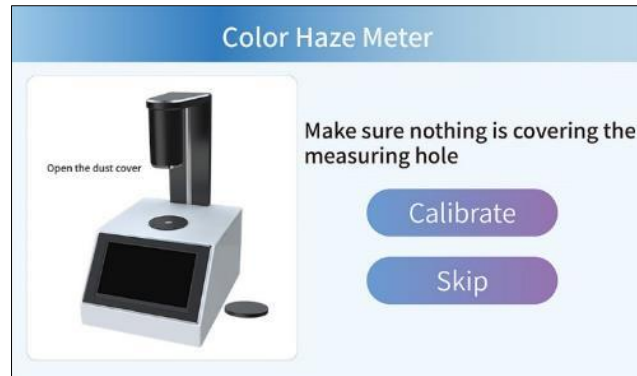 Color Haze Meter
Open the dust cover
Make sure nothing is covering the
measuring hole
Calibrate
Skip